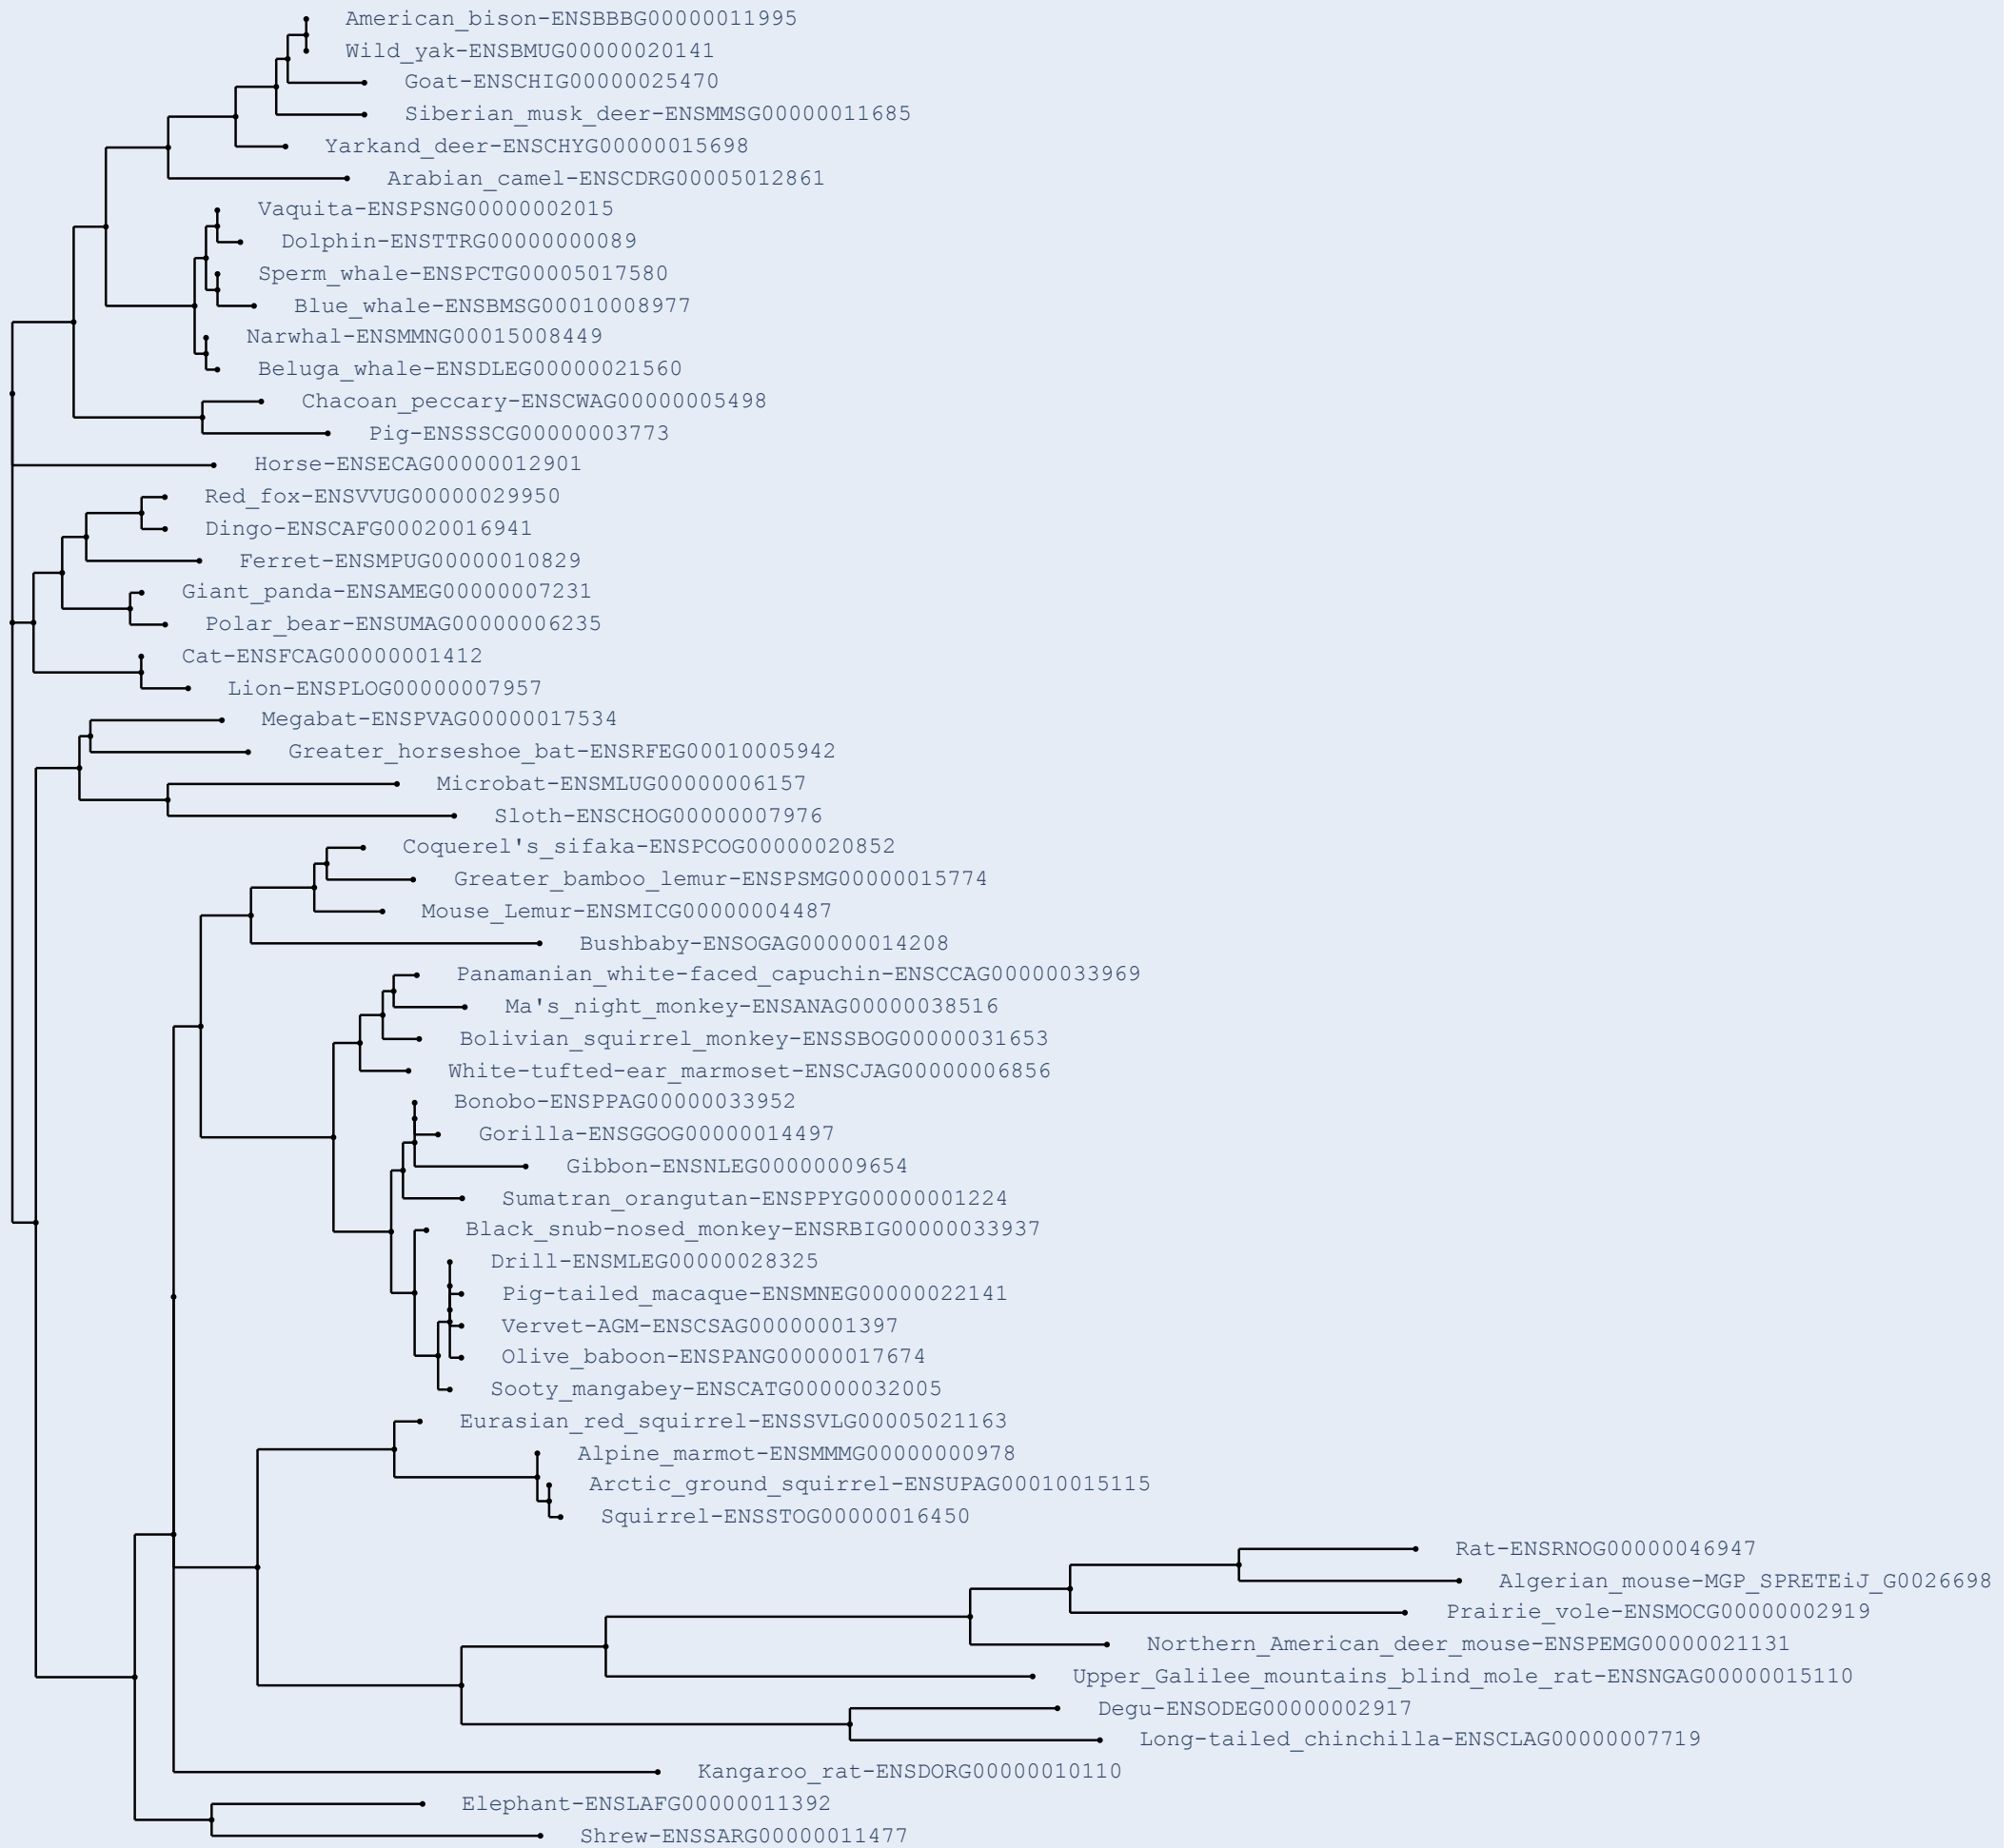 American_bison-ENSBBBG00000011995
Wild_yak-ENSBMUG00000020141
Goat-ENSCHIG00000025470
Siberian_musk_deer-ENSMMSG00000011685
Yarkand_deer-ENSCHYG00000015698
Arabian_camel-ENSCDRG00005012861
Vaquita-ENSPSNG00000002015
Dolphin-ENSTTRG00000000089
Sperm_whale-ENSPCTG00005017580
Blue_whale-ENSBMSG00010008977
Narwhal-ENSMMNG00015008449
Beluga_whale-ENSDLEG00000021560
Chacoan_peccary-ENSCWAG00000005498
Pig-ENSSSCG00000003773
Horse-ENSECAG00000012901
Red_fox-ENSVVUG00000029950
Dingo-ENSCAFG00020016941
Ferret-ENSMPUG00000010829
Giant_panda-ENSAMEG00000007231
Polar_bear-ENSUMAG00000006235
Cat-ENSFCAG00000001412
Lion-ENSPLOG00000007957
Megabat-ENSPVAG00000017534
Greater_horseshoe_bat-ENSRFEG00010005942
Microbat-ENSMLUG00000006157
Sloth-ENSCHOG00000007976
Coquerel's_sifaka-ENSPCOG00000020852
Greater_bamboo_lemur-ENSPSMG00000015774
Mouse_Lemur-ENSMICG00000004487
Bushbaby-ENSOGAG00000014208
Panamanian_white-faced_capuchin-ENSCCAG00000033969
Ma's_night_monkey-ENSANAG00000038516
Bolivian_squirrel_monkey-ENSSBOG00000031653
White-tufted-ear_marmoset-ENSCJAG00000006856
Bonobo-ENSPPAG00000033952
Gorilla-ENSGGOG00000014497
Gibbon-ENSNLEG00000009654
Sumatran_orangutan-ENSPPYG00000001224
Black_snub-nosed_monkey-ENSRBIG00000033937
Drill-ENSMLEG00000028325
Pig-tailed_macaque-ENSMNEG00000022141
Vervet-AGM-ENSCSAG00000001397
Olive_baboon-ENSPANG00000017674
Sooty_mangabey-ENSCATG00000032005
Eurasian_red_squirrel-ENSSVLG00005021163
Alpine_marmot-ENSMMMG00000000978
Arctic_ground_squirrel-ENSUPAG00010015115
Squirrel-ENSSTOG00000016450
Rat-ENSRNOG00000046947
Algerian_mouse-MGP_SPRETEiJ_G0026698
Prairie_vole-ENSMOCG00000002919
Northern_American_deer_mouse-ENSPEMG00000021131
Upper_Galilee_mountains_blind_mole_rat-ENSNGAG00000015110
Degu-ENSODEG00000002917
Long-tailed_chinchilla-ENSCLAG00000007719
Kangaroo_rat-ENSDORG00000010110
Elephant-ENSLAFG00000011392
Shrew-ENSSARG00000011477